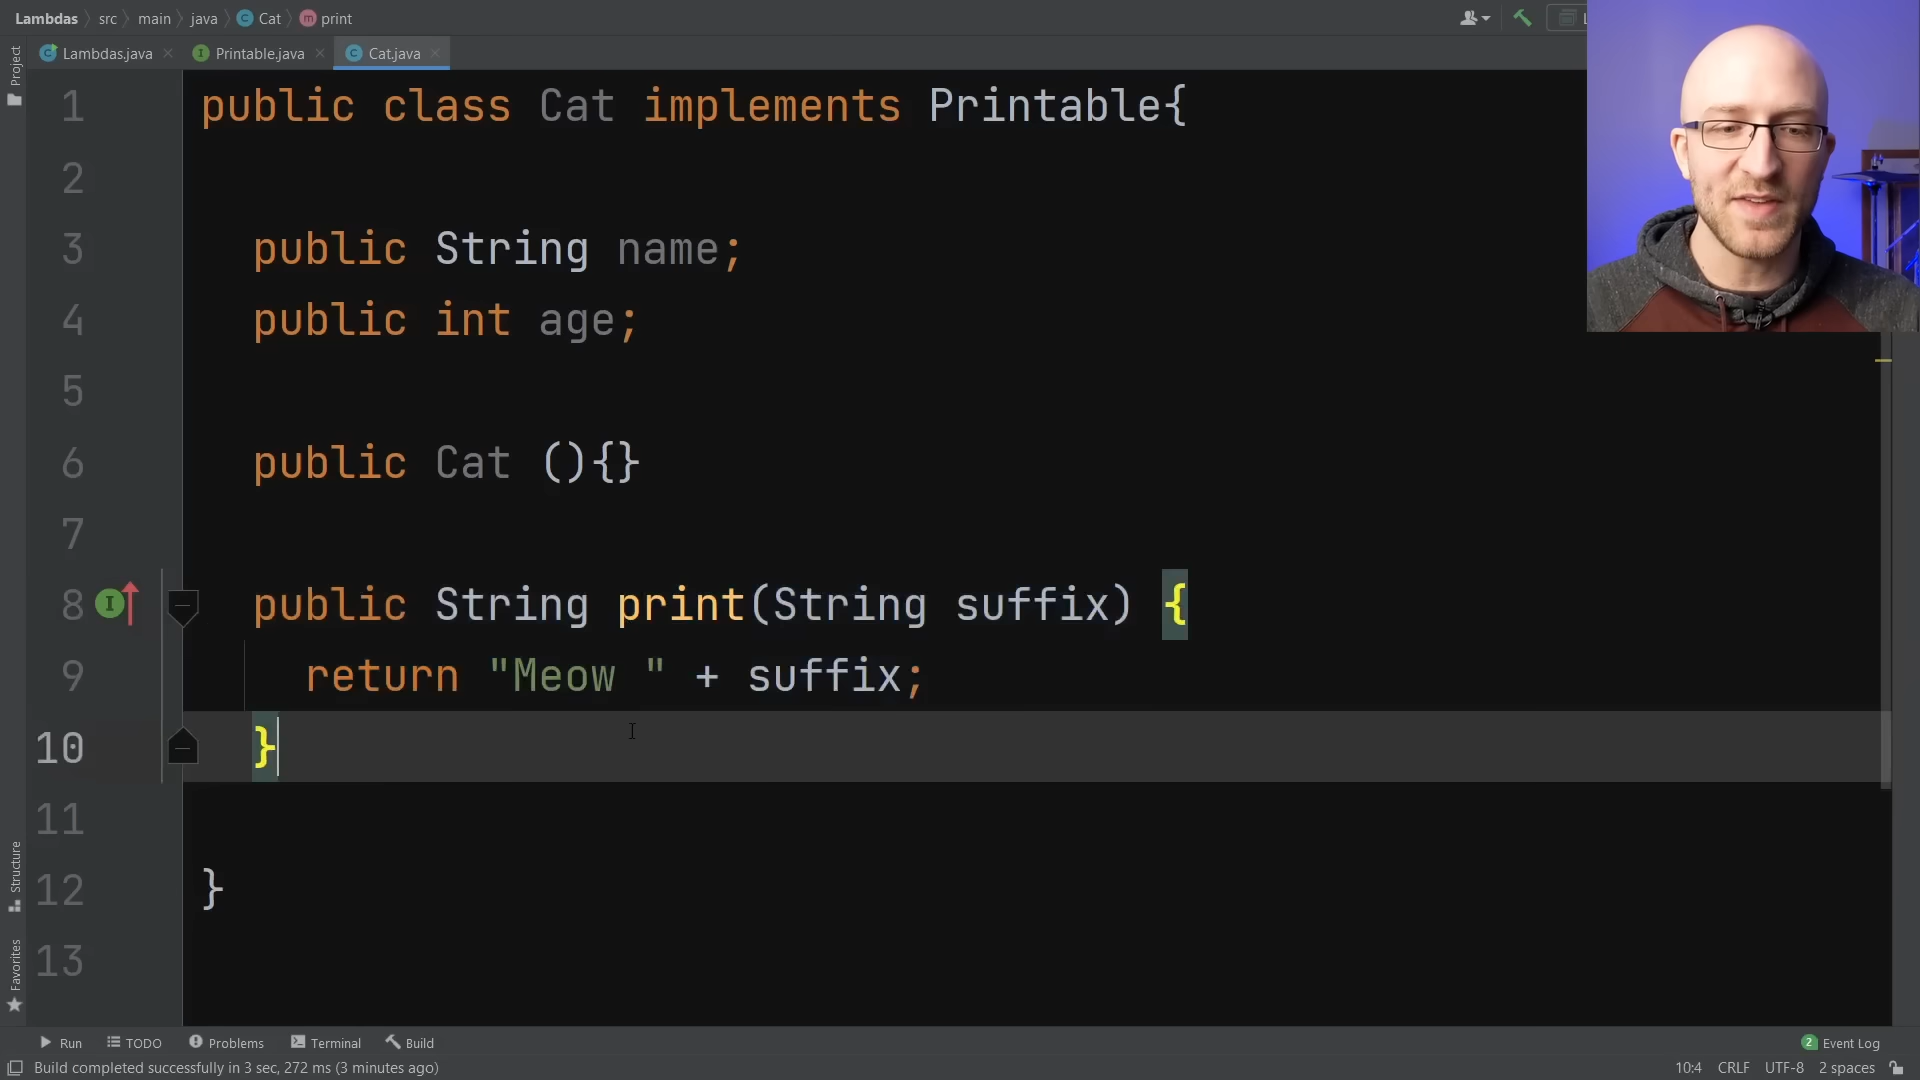 Lambdas src main java Cat print
Lambdas.java Printable.java Cat.java
Project
1 public class Cat implements Printable{
2
3 public String name;
4 public int age;
5
6 public Cat (){}
7
8 public String print(String suffix) {
9 return "Meow " + suffix;
10 }
11
12 }
13
Structure
Favorites
Run TODO Problems Terminal Build 2 Event Log
Build completed successfully in 3 sec, 272 ms (3 minutes ago) 10:4 CRLF UTF-8 2 spaces